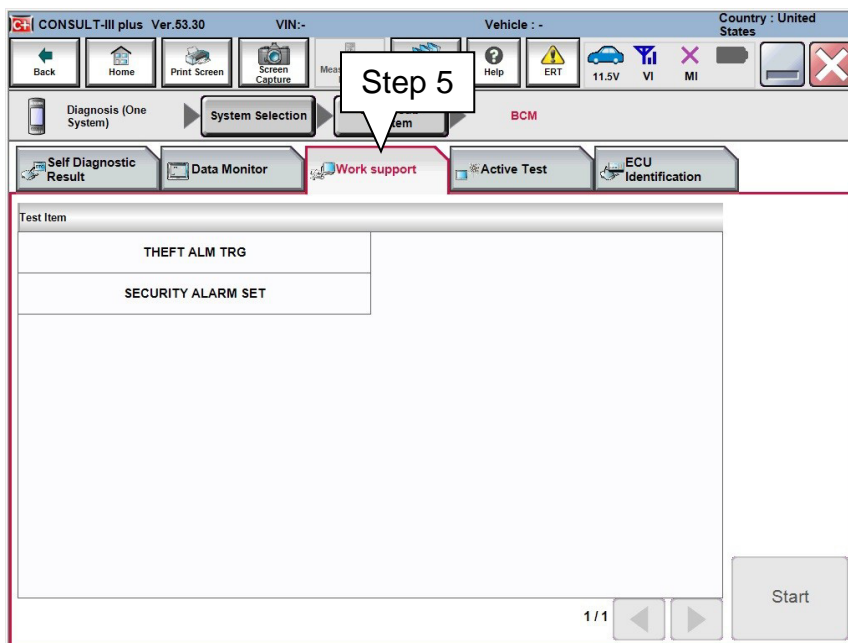 C+ CONSULT-III plus Ver.53.30 VIN:- Vehicle : - Country : United
States
Back
Home
Print Screen
Screen
Capture
Help
ERT
11.5V
VI
MI
Step 5
Diagnosis (One
System)
System Selection
BCM
Self Diagnostic
Result
Data Monitor
Work support
Active Test
ECU
Identification
Test Item
THEFT ALM TRG
SECURITY ALARM SET
1/1
Start